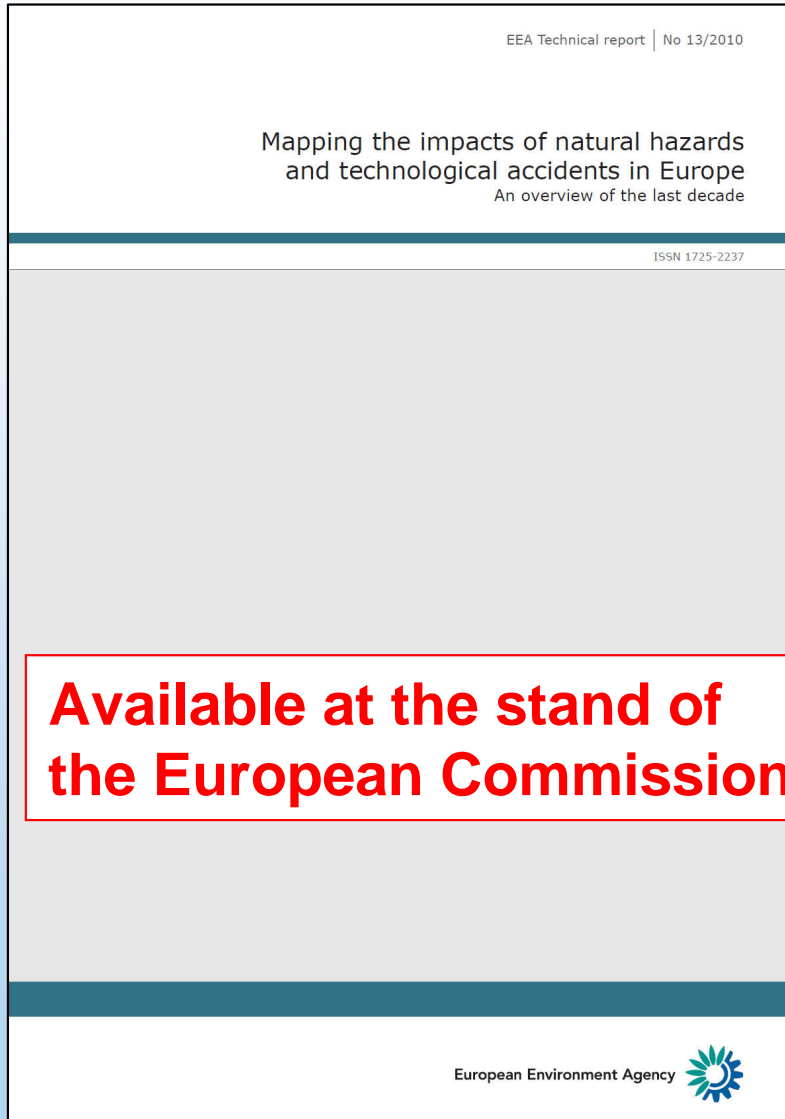 EEA Technical report | No 13/2010
Mapping the impacts of natural hazards
and technological accidents in Europe
An overview of the last decade
ISSN 1725-2237
Available at the stand of
the European Commission
European Environment Agency